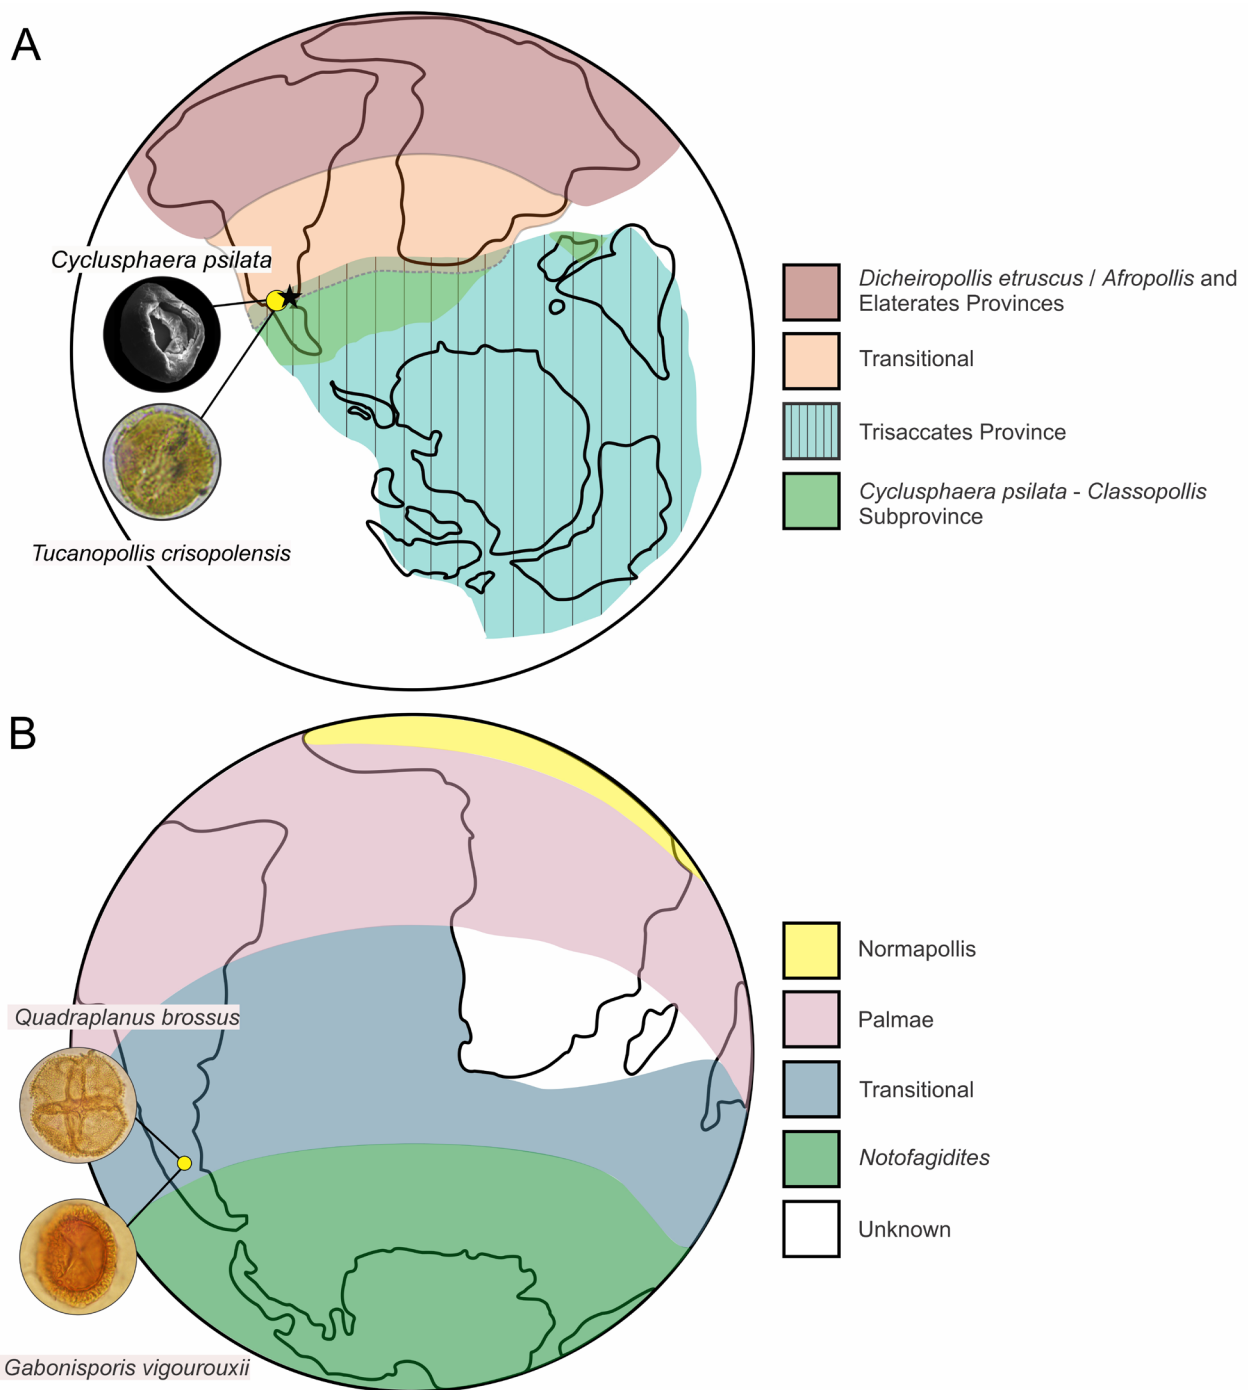 A
Cyclusphaera psilata
Tucanopollis crisopolensis
Dicheiropollis etruscus / Afropollis and
Elaterates Provinces
Transitional
Trisaccates Province
Cyclusphaera psilata - Classopollis
Subprovince
B
Quadraplanus brossus
Gabonisporis vigourouxii
Normapollis
Palmae
Transitional
Notofagidites
Unknown